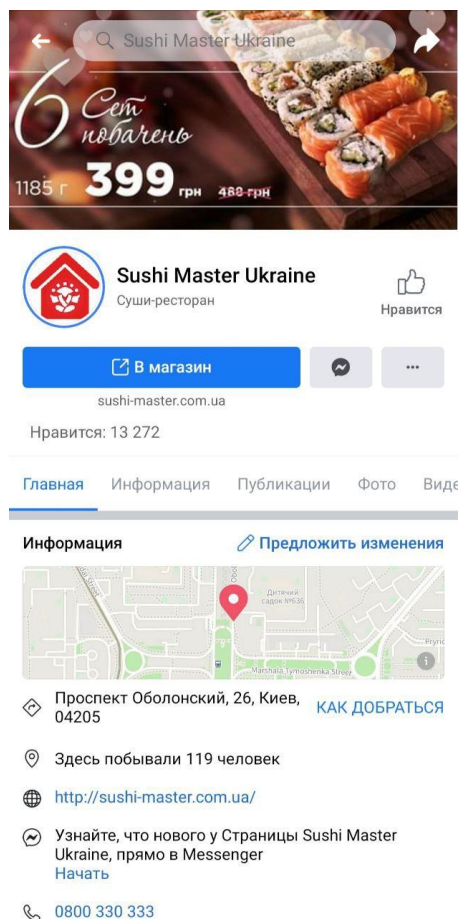 Sushi Master Ukraine
6 Сет
побачень
1185 г 399 грн 488 грн
Sushi Master Ukraine
Суши-ресторан
Нравится
В магазин
sushi-master.com.ua
Нравится: 13 272
Главная Информация Публикации Фото Виде
Информация
Предложить изменения
Дитячий
садок №636
Marshala Tymoshenka Street
Проспект Оболонский, 26, Киев,
04205
КАК ДОБРАТЬСЯ
Здесь побывали 119 человек
http://sushi-master.com.ua/
Узнайте, что нового у Страницы Sushi Master
Ukraine, прямо в Messenger
Начать
0800 330 333